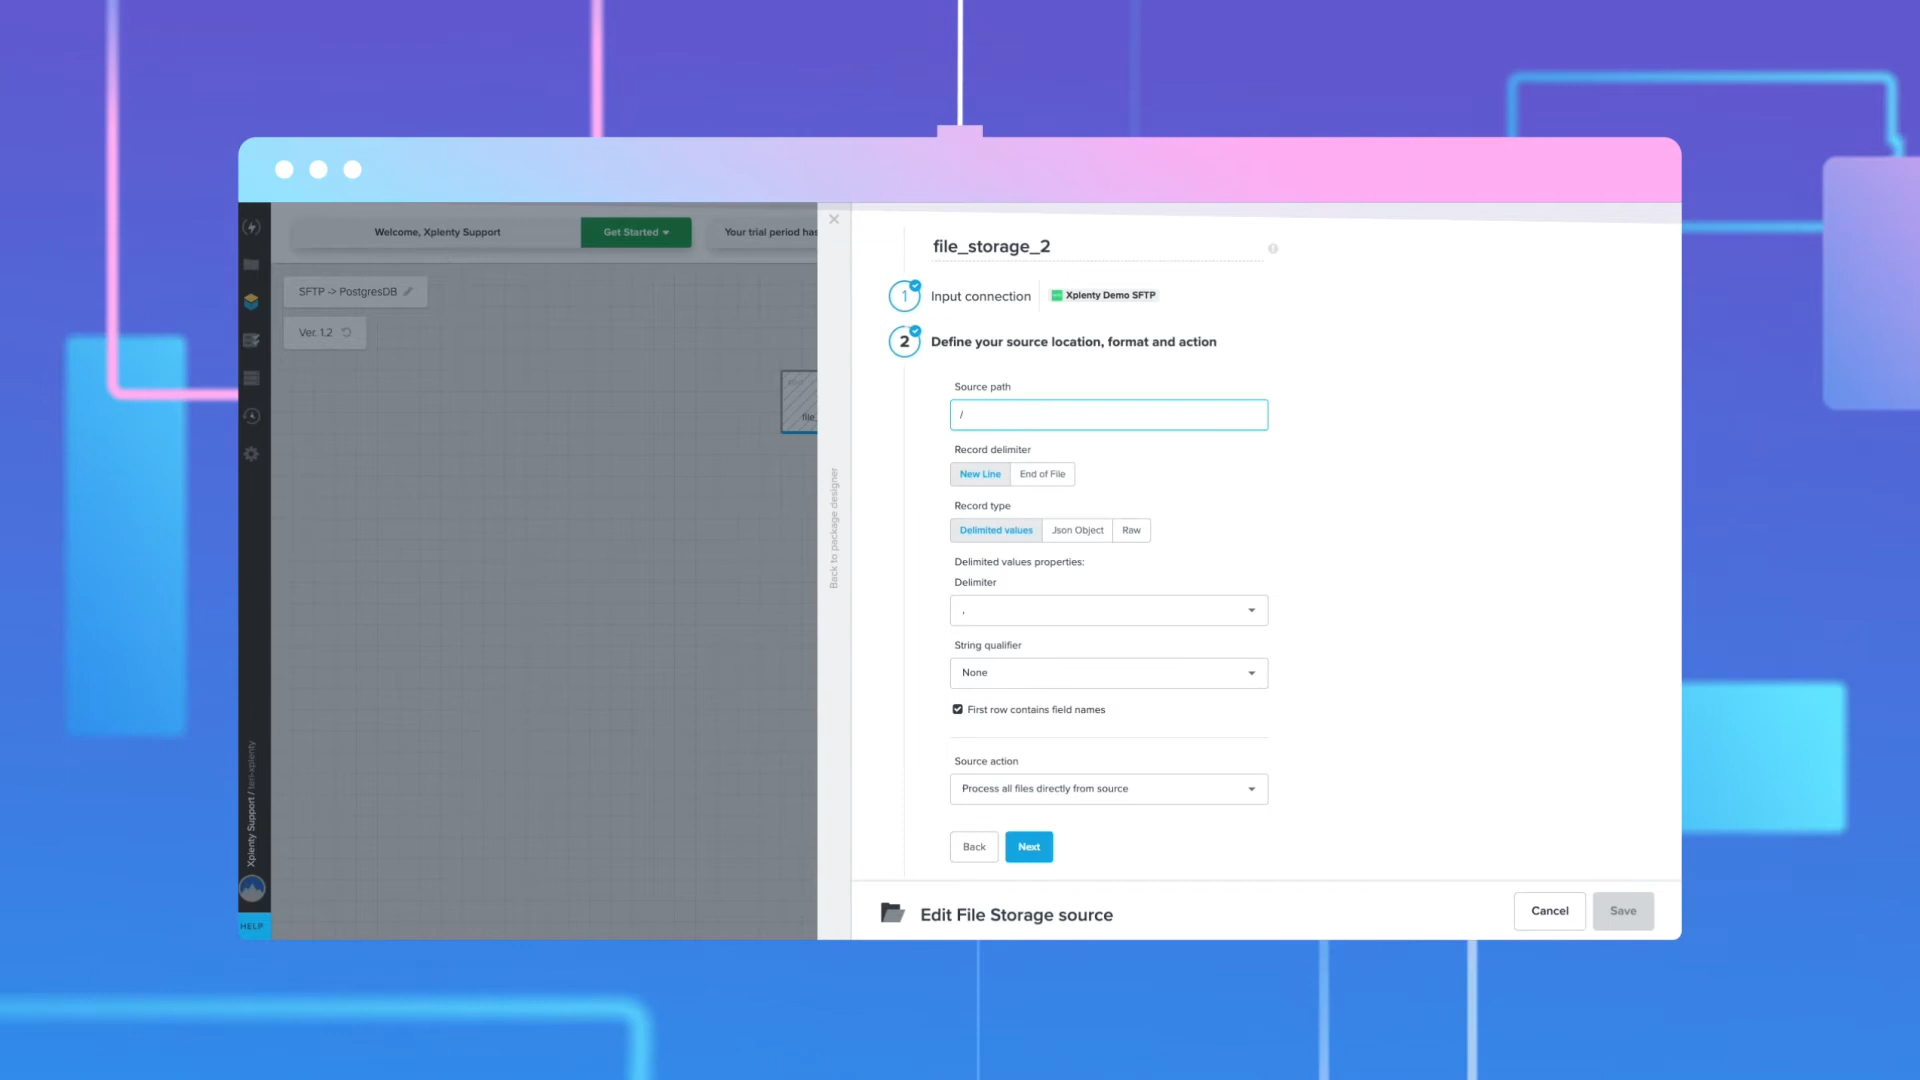 Welcome, Xplenty Support
Get Started
Your trial period has
SFTP -> PostgresDB
Ver. 1.2
file_
Back to package designer
Xplenty Support / teri-xplenty
HELP
file_storage_2
1 Input connection
Xplenty Demo SFTP
2 Define your source location, format and action
Source path
/
Record delimiter
New Line End of File
Record type
Delimited values Json Object Raw
Delimited values properties:
Delimiter
,
String qualifier
None
First row contains field names
Source action
Process all files directly from source
Back Next
Edit File Storage source
Cancel Save